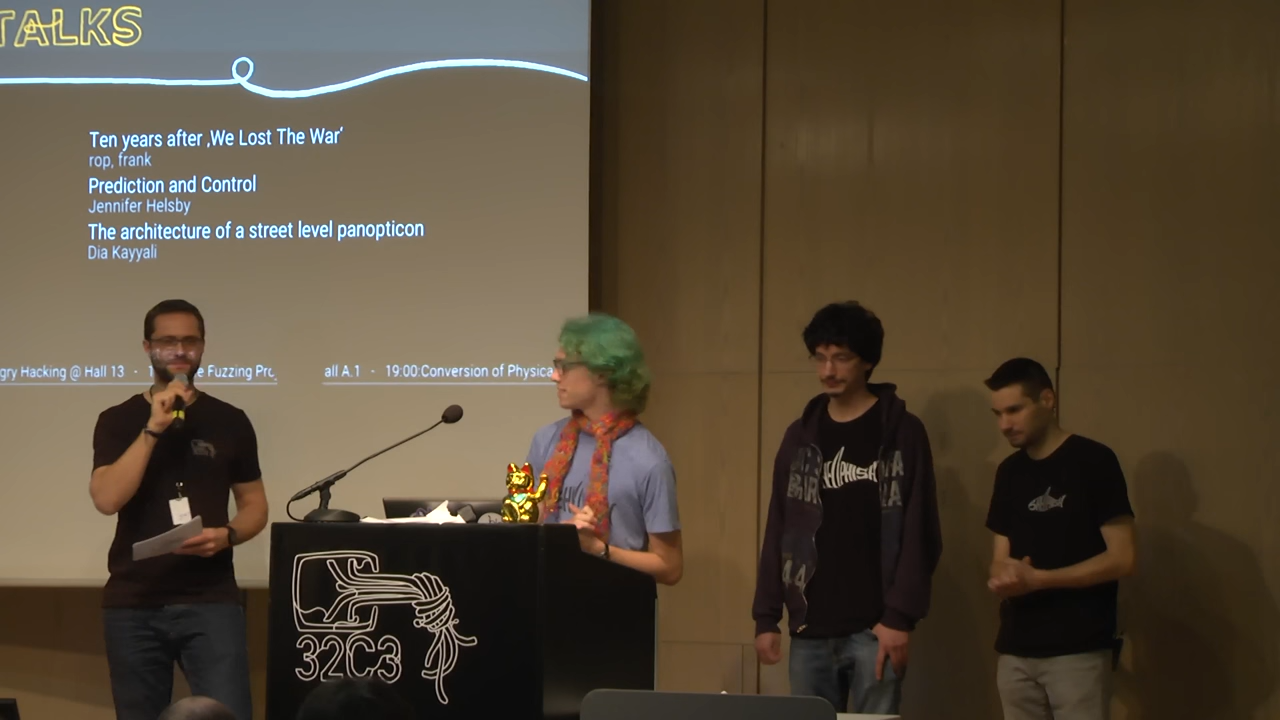 TALKS
Ten years after ‚We Lost The War‘
rop, frank
Prediction and Control
Jennifer Helsby
The architecture of a street level panopticon
Dia Kayyali
gry Hacking @ Hall 13 - 1 e Fuzzing Pro
all A.1 - 19:00:Conversion of Physica
32C3